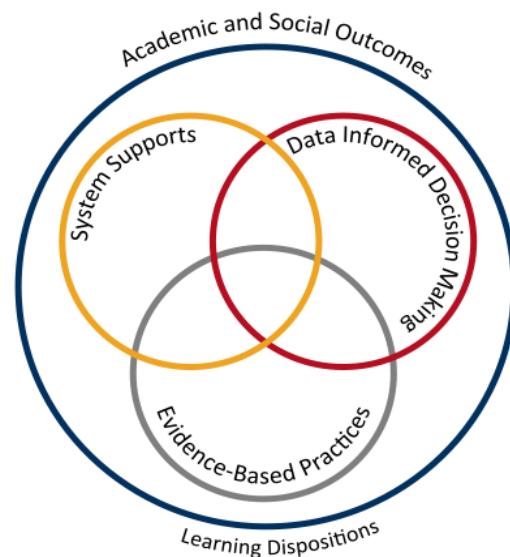 Academic and Social Outcomes
System Supports
Data Informed Decision Making
Evidence-Based Practices
Learning Dispositions